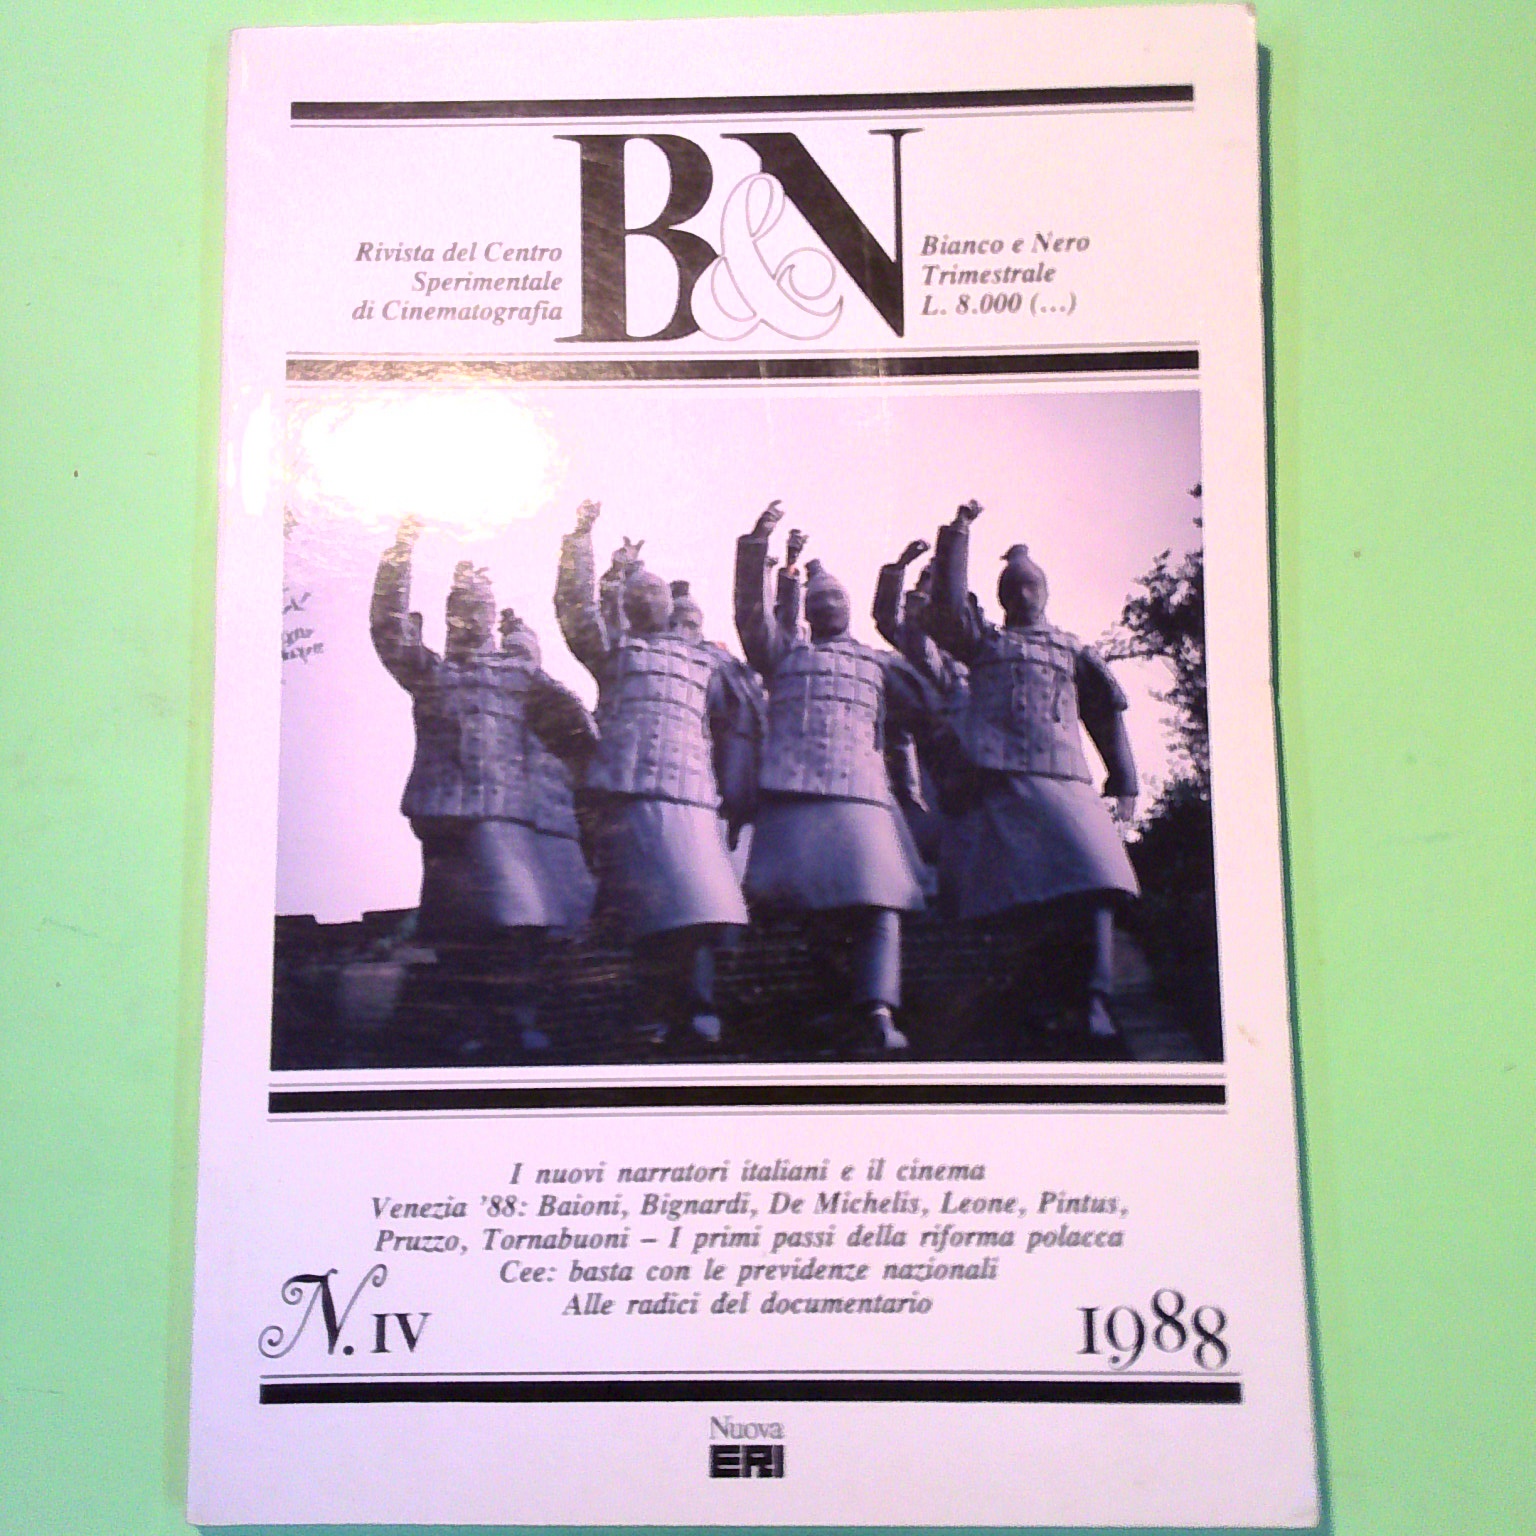 B&N
Rivista del Centro
Sperimentale
di Cinematografia
Bianco e Nero
Trimestrale
L. 8.000 (...)
I nuovi narratori italiani e il cinema
Venezia '88: Baioni, Bignardi, De Michelis, Leone, Pintus,
Pruzzo, Tornabuoni – I primi passi della riforma polacca
Cee: basta con le previdenze nazionali
Alle radici del documentario
N. IV
1988
Nuova
ERI